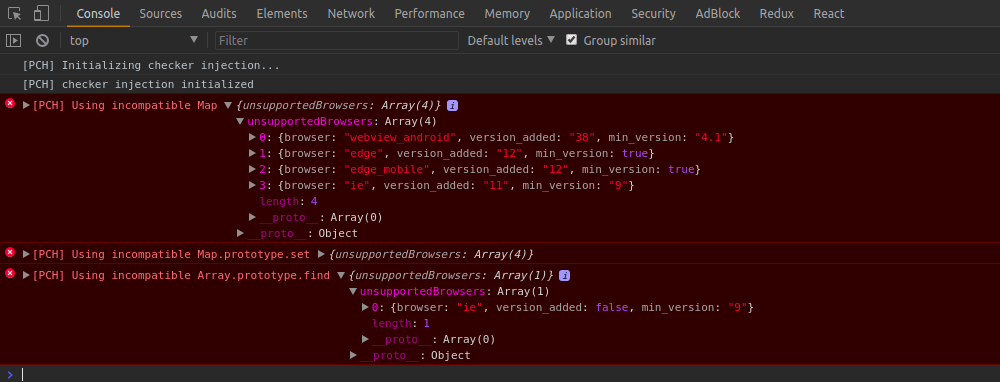 Console Sources Audits Elements Network Performance Memory Application Security AdBlock Redux React
top Filter Default levels Group similar
[PCH] Initializing checker injection...
[PCH] checker injection initialized
[PCH] Using incompatible Map {unsupportedBrowsers: Array(4)} i
unsupportedBrowsers: Array(4)
0: {browser: "webview_android", version_added: "38", min_version: "4.1"}
1: {browser: "edge", version_added: "12", min_version: true}
2: {browser: "edge_mobile", version_added: "12", min_version: true}
3: {browser: "ie", version_added: "11", min_version: "9"}
length: 4
__proto__: Array(0)
__proto__: Object
[PCH] Using incompatible Map.prototype.set {unsupportedBrowsers: Array(4)}
[PCH] Using incompatible Array.prototype.find {unsupportedBrowsers: Array(1)} i
unsupportedBrowsers: Array(1)
0: {browser: "ie", version_added: false, min_version: "9"}
length: 1
__proto__: Array(0)
__proto__: Object